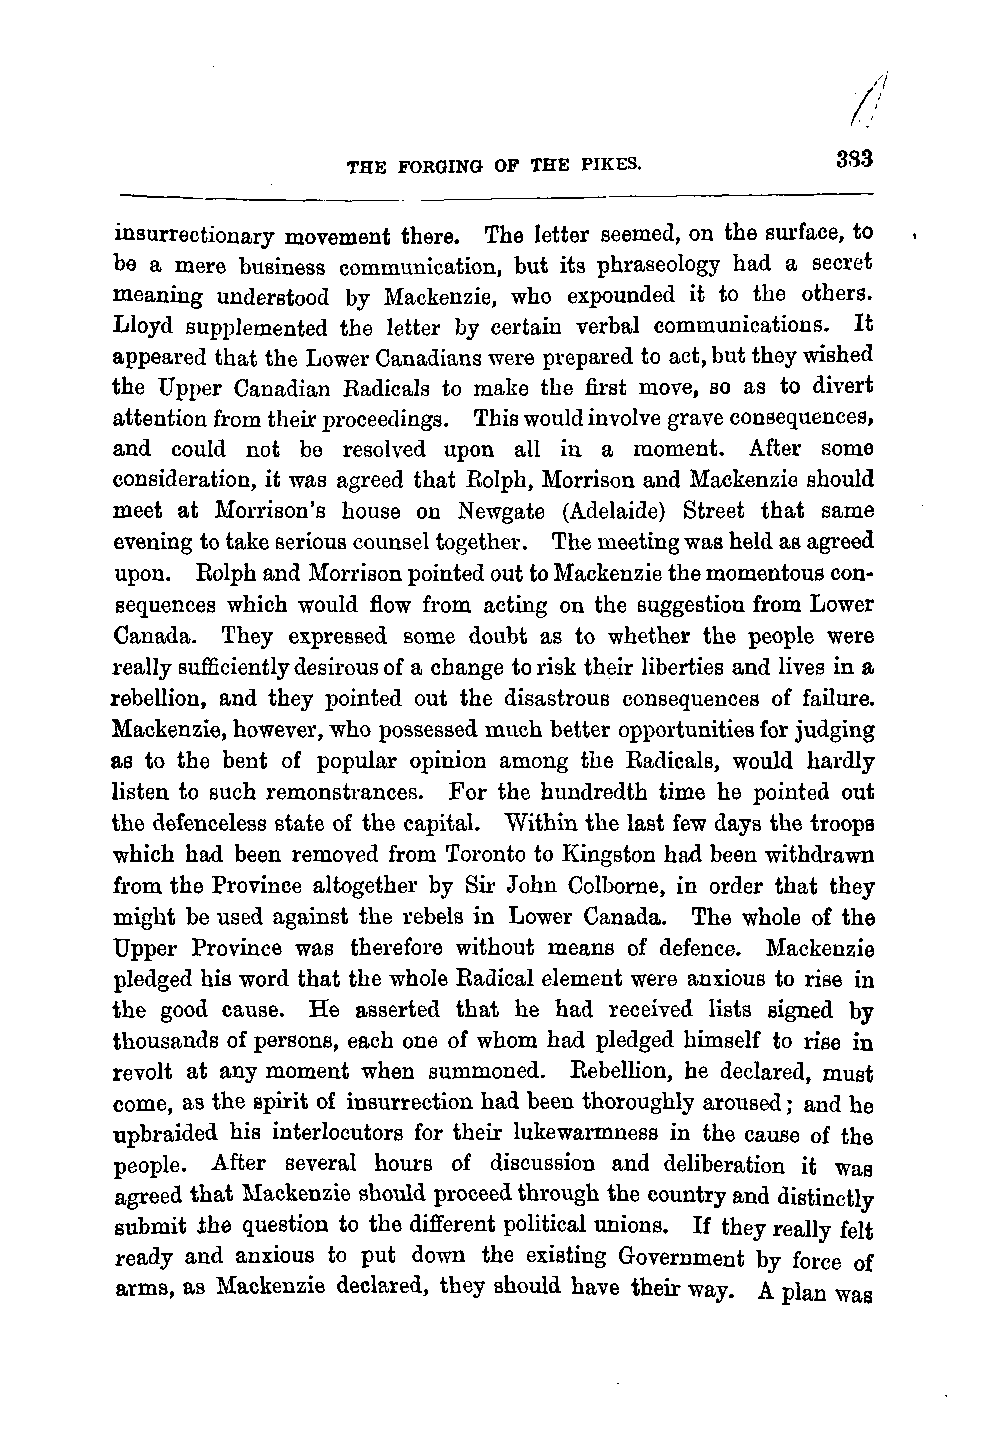 THE FORGING OF THE PIKES. 383
insurrectionary movement there. The letter seemed, on the surface, to
be a mere business communication, but its phraseology had a secret
meaning understood by Mackenzie, who expounded it to the others.
Lloyd supplemented the letter by certain verbal communications. It
appeared that the Lower Canadians were prepared to act, but they wished
the Upper Canadian Radicals to make the first move, so as to divert
attention from their proceedings. This would involve grave consequences,
and could not be resolved upon all in a moment. After some
consideration, it was agreed that Rolph, Morrison and Mackenzie should
meet at Morrison's house on Newgate (Adelaide) Street that same
evening to take serious counsel together. The meeting was held as agreed
upon. Rolph and Morrison pointed out to Mackenzie the momentous con-
sequences which would flow from acting on the suggestion from Lower
Canada. They expressed some doubt as to whether the people were
really sufficiently desirous of a change to risk their liberties and lives in a
rebellion, and they pointed out the disastrous consequences of failure.
Mackenzie, however, who possessed much better opportunities for judging
as to the bent of popular opinion among the Radicals, would hardly
listen to such remonstrances. For the hundredth time he pointed out
the defenceless state of the capital. Within the last few days the troops
which had been removed from Toronto to Kingston had been withdrawn
from the Province altogether by Sir John Colborne, in order that they
might be used against the rebels in Lower Canada. The whole of the
Upper Province was therefore without means of defence. Mackenzie
pledged his word that the whole Radical element were anxious to rise in
the good cause. He asserted that he had received lists signed by
thousands of persons, each one of whom had pledged himself to rise in
revolt at any moment when summoned. Rebellion, he declared, must
come, as the spirit of insurrection had been thoroughly aroused; and he
upbraided his interlocutors for their lukewarmness in the cause of the
people. After several hours of discussion and deliberation it was
agreed that Mackenzie should proceed through the country and distinctly
submit the question to the different political unions. If they really felt
ready and anxious to put down the existing Government by force of
arms, as Mackenzie declared, they should have their way. A plan was